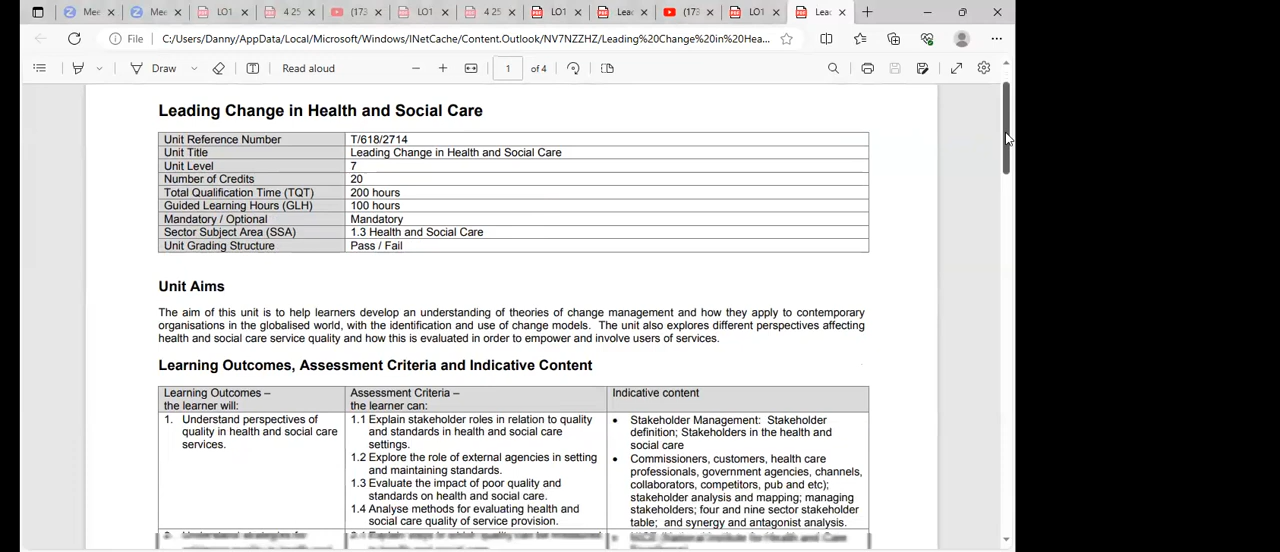 Mee
Mee
LO1
4 25
(173
LO1
4 25
LO1
Leac
(173
LO1
Leac
File
C:/Users/Danny/AppData/Local/Microsoft/Windows/INetCache/Content.Outlook/NV7NZZHZ/Leading%20Change%20in%20Hea...
Draw
Read aloud
1
of 4
Leading Change in Health and Social Care
Unit Reference Number T/618/2714
Unit Title Leading Change in Health and Social Care
Unit Level 7
Number of Credits 20
Total Qualification Time (TQT) 200 hours
Guided Learning Hours (GLH) 100 hours
Mandatory / Optional Mandatory
Sector Subject Area (SSA) 1.3 Health and Social Care
Unit Grading Structure Pass / Fail
Unit Aims
The aim of this unit is to help learners develop an understanding of theories of change management and how they apply to contemporary
organisations in the globalised world, with the identification and use of change models. The unit also explores different perspectives affecting
health and social care service quality and how this is evaluated in order to empower and involve users of services.
Learning Outcomes, Assessment Criteria and Indicative Content
Learning Outcomes –
the learner will:
Assessment Criteria –
the learner can:
Indicative content
1. Understand perspectives of
quality in health and social care
services.
1.1 Explain stakeholder roles in relation to quality
and standards in health and social care
settings.
1.2 Explore the role of external agencies in setting
and maintaining standards.
1.3 Evaluate the impact of poor quality and
standards on health and social care.
1.4 Analyse methods for evaluating health and
social care quality of service provision.
• Stakeholder Management: Stakeholder
definition; Stakeholders in the health and
social care
• Commissioners, customers, health care
professionals, government agencies, channels,
collaborators, competitors, pub and etc);
stakeholder analysis and mapping; managing
stakeholders; four and nine sector stakeholder
table; and synergy and antagonist analysis.